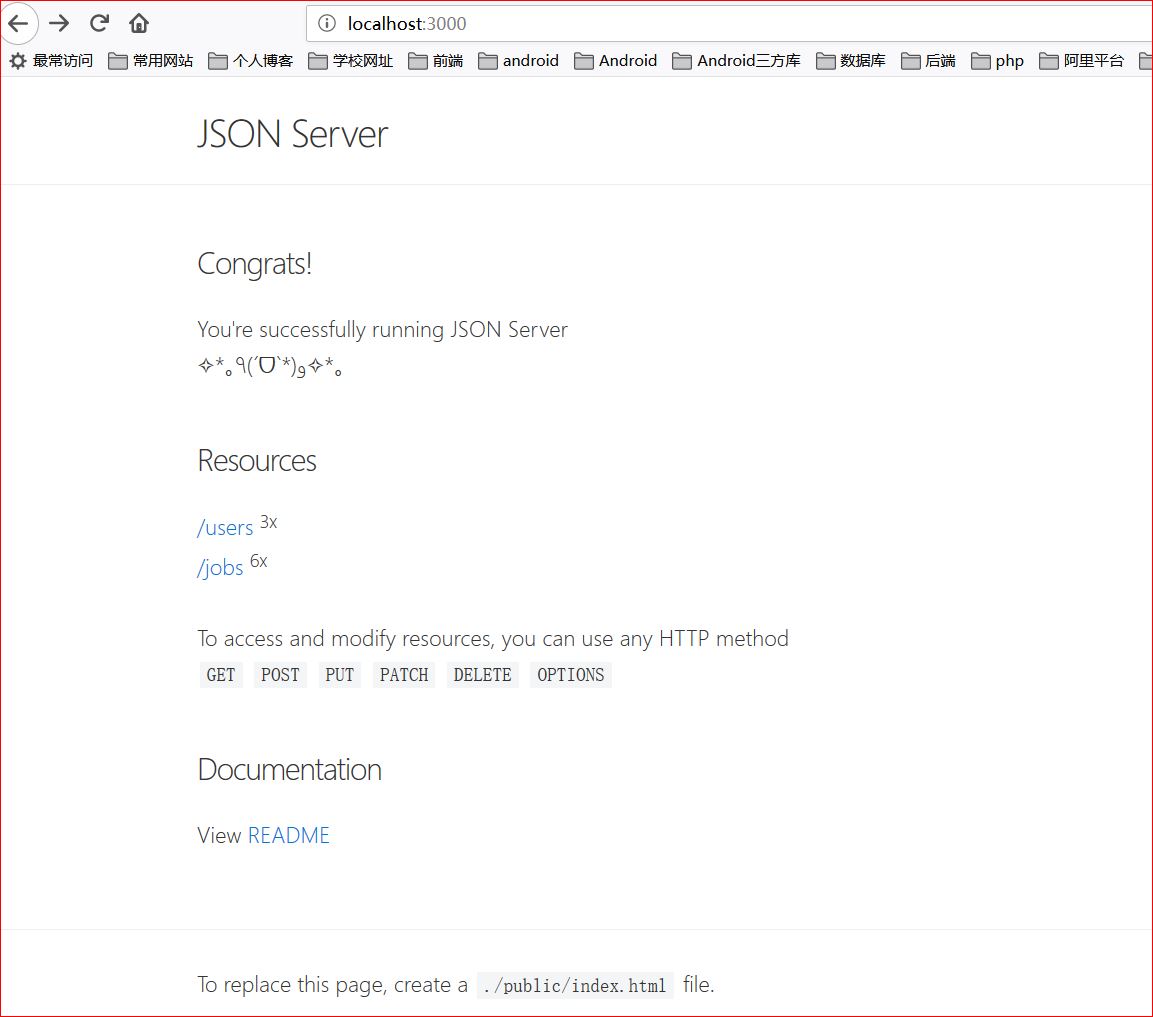 localhost:3000
最常访问 常用网站 个人博客 学校网址 前端 android Android Android三方库 数据库 后端 php 阿里平台
JSON Server
Congrats!
You're successfully running JSON Server
✧*｡٩(ˊᗜˋ*)و✧*｡
Resources
/users 3x
/jobs 6x
To access and modify resources, you can use any HTTP method
GET POST PUT PATCH DELETE OPTIONS
Documentation
View README
To replace this page, create a ./public/index.html file.